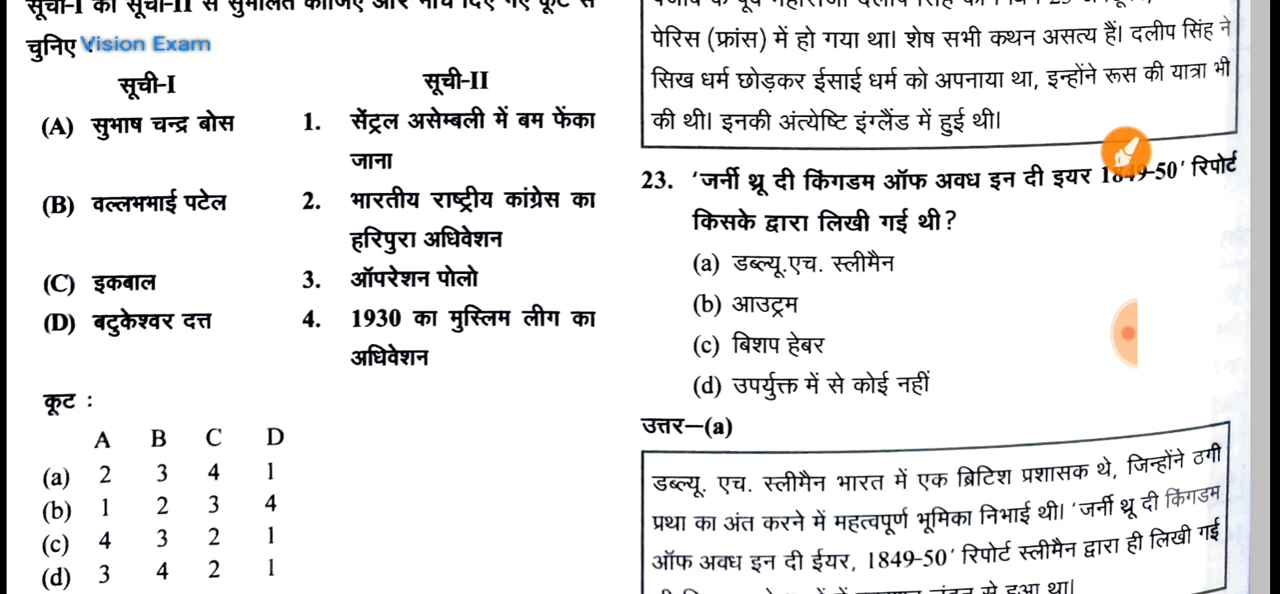 सूची-I को सूची-II से सुमेलित कीजिए और नीचे दिए गए कूट से
चुनिए :
Vision Exam
सूची-I सूची-II
(A) सुभाष चन्द्र बोस 1. सेंट्रल असेम्बली में बम फेंका
जाना
(B) वल्लभभाई पटेल 2. भारतीय राष्ट्रीय कांग्रेस का
हरिपुरा अधिवेशन
(C) इकबाल 3. ऑपरेशन पोलो
(D) बटुकेश्वर दत्त 4. 1930 का मुस्लिम लीग का
अधिवेशन
कूट :
A B C D
(a) 2 3 4 1
(b) 1 2 3 4
(c) 4 3 2 1
(d) 3 4 2 1
पेरिस (फ्रांस) में हो गया था। शेष सभी कथन असत्य हैं। दलीप सिंह ने
सिख धर्म छोड़कर ईसाई धर्म को अपनाया था, इन्होंने रूस की यात्रा भी
की थी। इनकी अंत्येष्टि इंग्लैंड में हुई थी।
23. ‘जर्नी थ्रू दी किंगडम ऑफ अवध इन दी इयर 1849-50’ रिपोर्ट
किसके द्वारा लिखी गई थी?
(a) डब्ल्यू.एच. स्लीमैन
(b) आउट्रम
(c) बिशप हेबर
(d) उपर्युक्त में से कोई नहीं
उत्तर—(a)
डब्ल्यू. एच. स्लीमैन भारत में एक ब्रिटिश प्रशासक थे, जिन्होंने ठगी
प्रथा का अंत करने में महत्वपूर्ण भूमिका निभाई थी। ‘जर्नी थ्रू दी किंगडम
ऑफ अवध इन दी ईयर, 1849-50’ रिपोर्ट स्लीमैन द्वारा ही लिखी गई
से हुआ था।